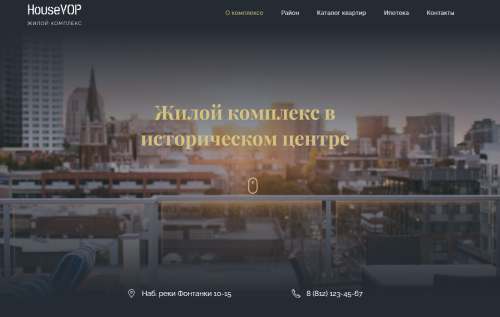 HouseYOP
ЖИЛОЙ КОМПЛЕКС
О комплексе Район Каталог квартир Ипотека Контакты
Жилой комплекс в
историческом центре
Наб. реки Фонтанки 10-15
8 (812) 123-45-67